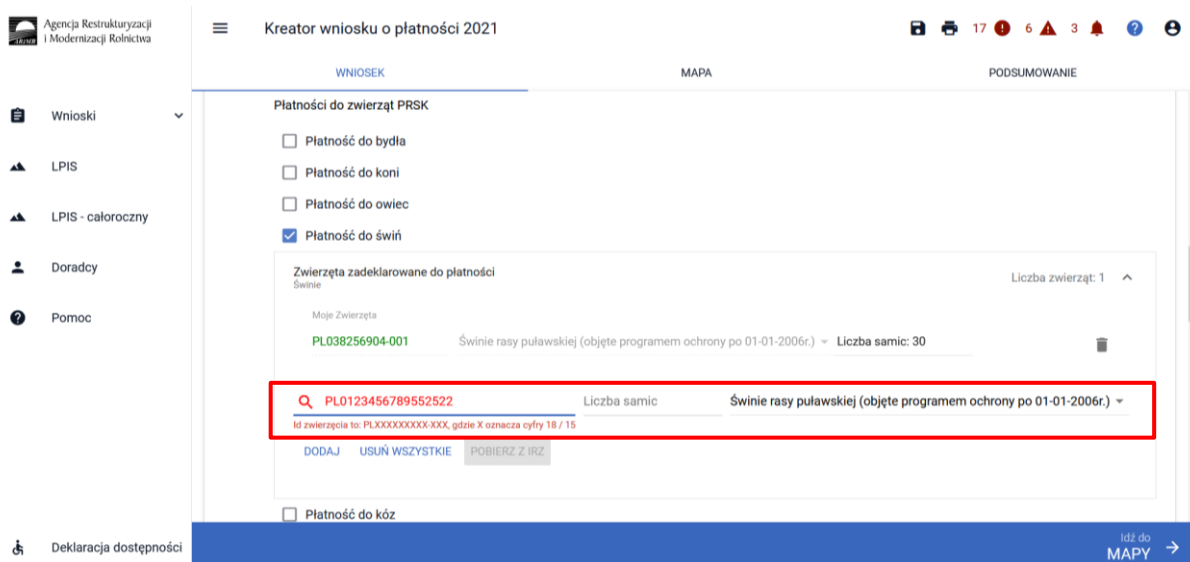 Agencja Restrukturyzacji
i Modernizacji Rolnictwa
ARiMR
Kreator wniosku o płatności 2021
17 6 3
WNIOSEK MAPA PODSUMOWANIE
Wnioski
LPIS
LPIS - całoroczny
Doradcy
Pomoc
Deklaracja dostępności
Płatności do zwierząt PRSK
Płatność do bydła
Płatność do koni
Płatność do owiec
Płatność do świń
Zwierzęta zadeklarowane do płatności
Świnie
Liczba zwierząt: 1
Moje Zwierzęta
PL038256904-001 Świnie rasy puławskiej (objęte programem ochrony po 01-01-2006r.) Liczba samic: 30
PL0123456789552522 Liczba samic Świnie rasy puławskiej (objęte programem ochrony po 01-01-2006r.)
Id zwierzęcia to: PLXXXXXXXXX-XXX, gdzie X oznacza cyfry 18 / 15
DODAJ USUŃ WSZYSTKIE POBIERZ Z IRZ
Płatność do kóz
Idź do
MAPY